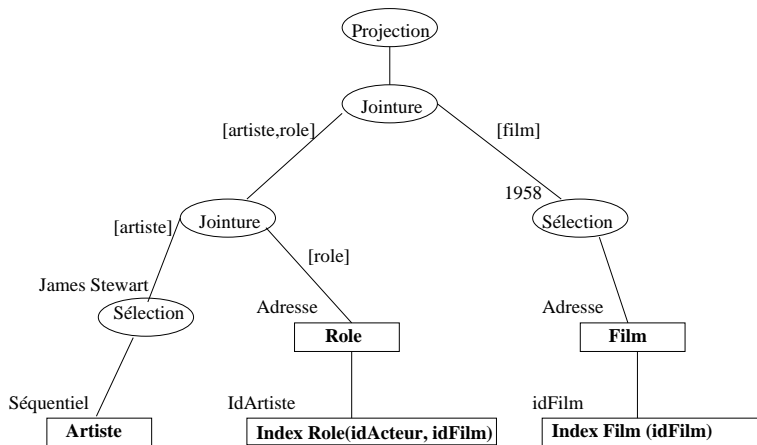 Projection
Jointure
[artiste,role]
[film]
1958
Jointure
Sélection
[artiste]
[role]
James Stewart
Sélection
Adresse
Adresse
Role
Film
Séquentiel
IdArtiste
idFilm
Artiste
Index Role(idActeur, idFilm)
Index Film (idFilm)